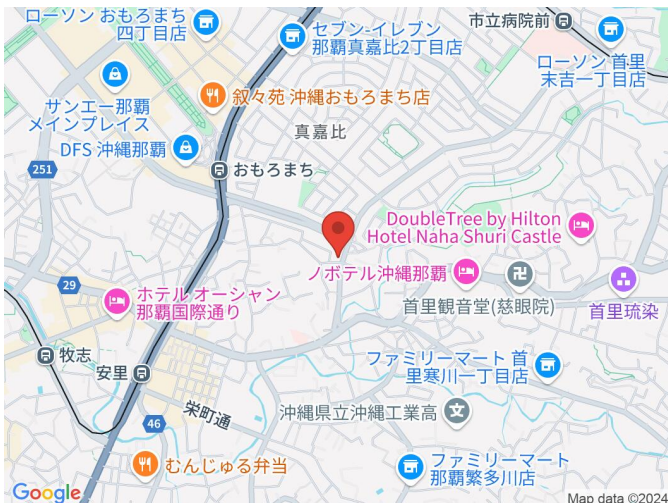 ローソン おもろまち
四丁目店
セブン-イレブン
那覇真嘉比2丁目店
市立病院前
ローソン 首里
末吉一丁目店
サンエー那覇
メインプレイス
叙々苑 沖縄おもろまち店
真嘉比
DFS 沖縄那覇
251
おもろまち
DoubleTree by Hilton
Hotel Naha Shuri Castle
ノボテル沖縄那覇
29
ホテル オーシャン
那覇国際通り
首里観音堂(慈眼院)
首里琉染
牧志
安里
ファミリーマート 首
里寒川一丁目店
栄町通
46
沖縄県立沖縄工業高
むんじゅる弁当
ファミリーマート
那覇繁多川店
Google
Map data ©2024